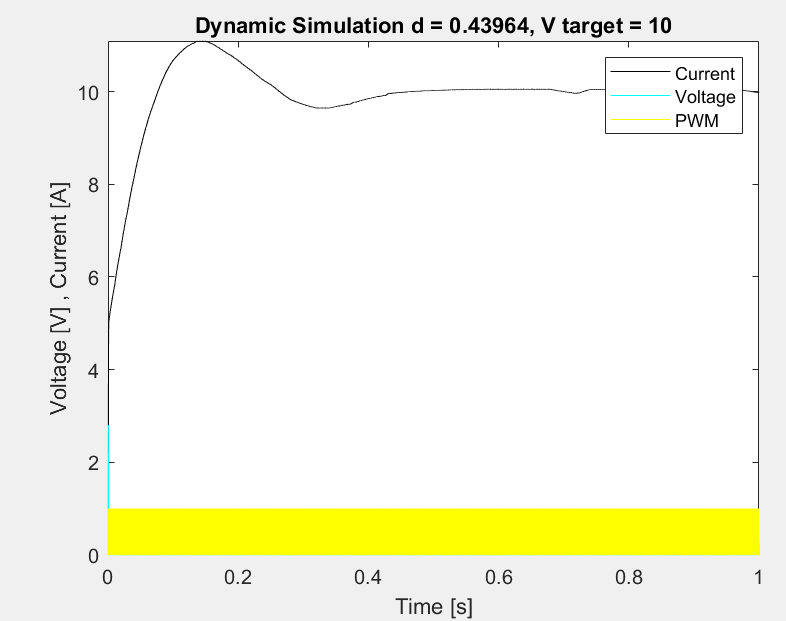 Dynamic Simulation d = 0.43964, V target = 10
Current
Voltage
PWM
Voltage [V] , Current [A]
10
8
6
4
2
0
0
0.2
0.4
0.6
0.8
1
Time [s]